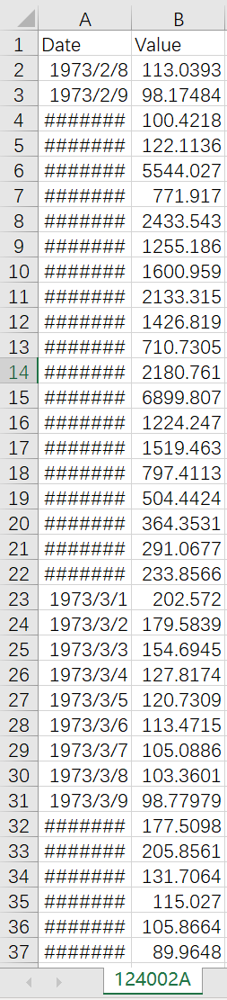 A B
1 Date Value
2 1973/2/8 113.0393
3 1973/2/9 98.17484
4 ####### 100.4218
5 ####### 122.1136
6 ####### 5544.027
7 ####### 771.917
8 ####### 2433.543
9 ####### 1255.186
10 ####### 1600.959
11 ####### 2133.315
12 ####### 1426.819
13 ####### 710.7305
14 ####### 2180.761
15 ####### 6899.807
16 ####### 1224.247
17 ####### 1519.463
18 ####### 797.4113
19 ####### 504.4424
20 ####### 364.3531
21 ####### 291.0677
22 ####### 233.8566
23 1973/3/1 202.572
24 1973/3/2 179.5839
25 1973/3/3 154.6945
26 1973/3/4 127.8174
27 1973/3/5 120.7309
28 1973/3/6 113.4715
29 1973/3/7 105.0886
30 1973/3/8 103.3601
31 1973/3/9 98.77979
32 ####### 177.5098
33 ####### 205.8561
34 ####### 131.7064
35 ####### 115.027
36 ####### 105.8664
37 ####### 89.9648
124002A